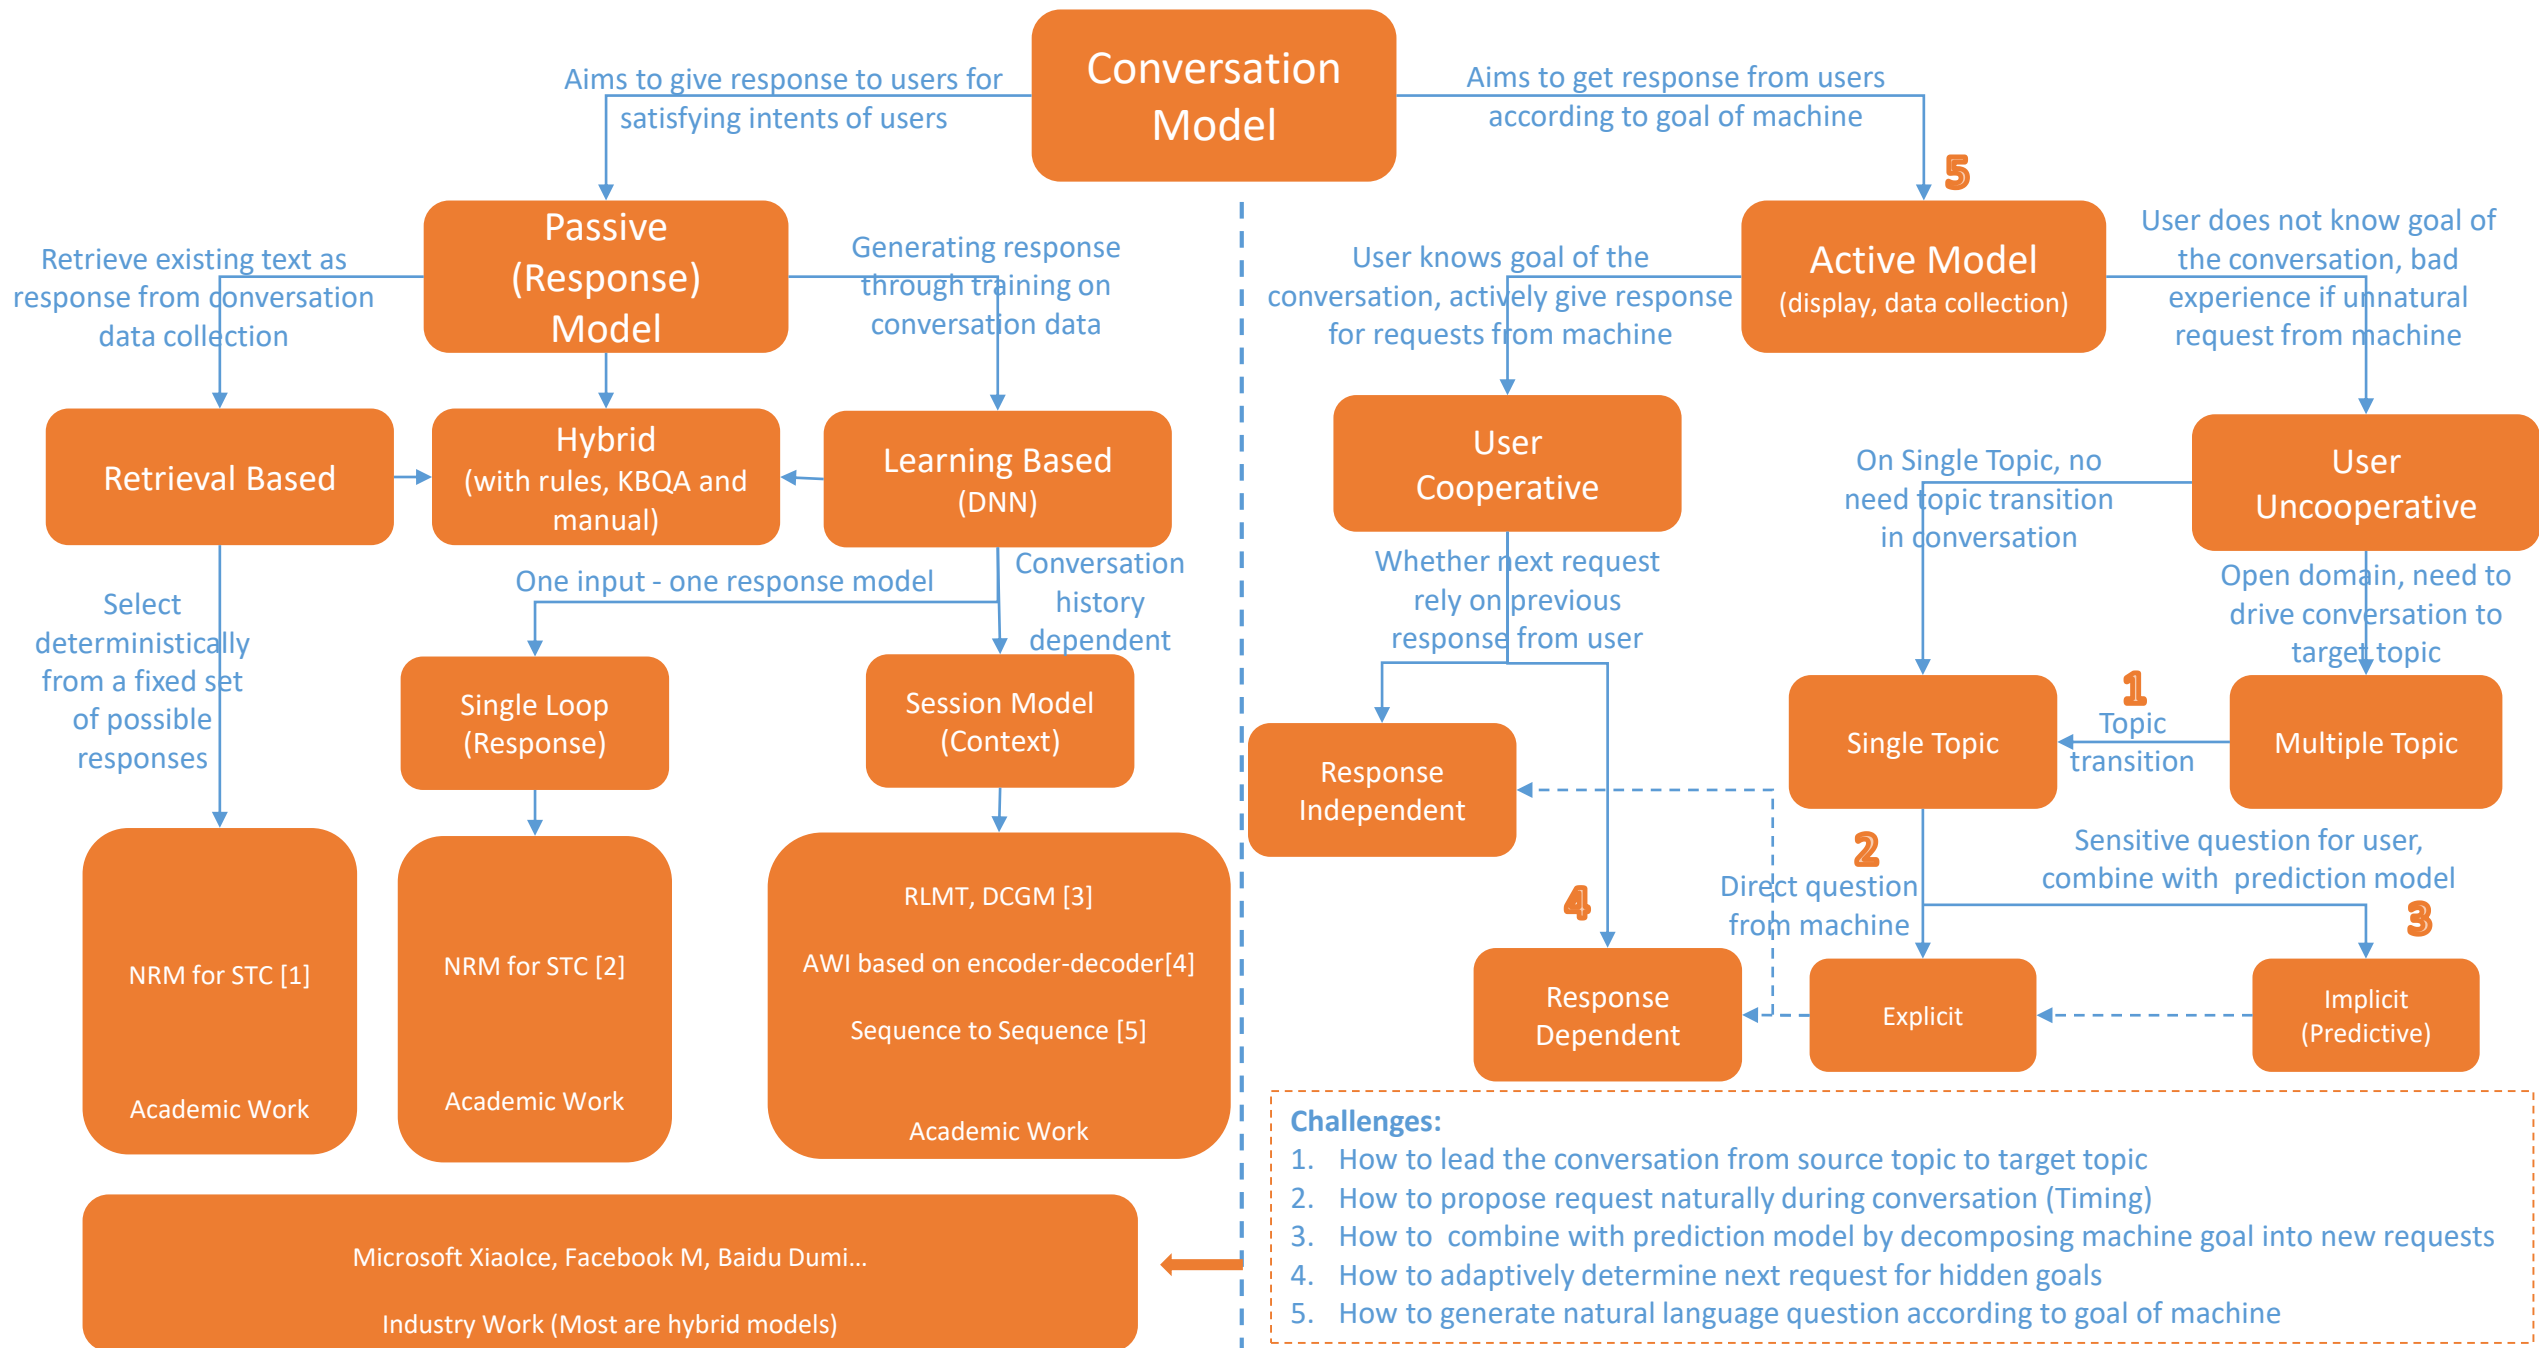 Conversation
Model
Aims to give response to users for
satisfying intents of users
Aims to get response from users
according to goal of machine
5
Passive
(Response)
Model
Retrieve existing text as
response from conversation
data collection
Generating response
through training on
conversation data
Active Model
(display, data collection)
User knows goal of the
conversation, actively give response
for requests from machine
User does not know goal of
the conversation, bad
experience if unnatural
request from machine
Retrieval Based
Hybrid
(with rules, KBQA and
manual)
Learning Based
(DNN)
User
Cooperative
User
Uncooperative
On Single Topic, no
need topic transition
in conversation
Select
deterministically
from a fixed set
of possible
responses
One input - one response model
Conversation
history
dependent
Whether next request
rely on previous
response from user
Open domain, need to
drive conversation to
target topic
Single Loop
(Response)
Session Model
(Context)
Response
Independent
Single Topic
1
Topic
transition
Multiple Topic
NRM for STC [1]
Academic Work
NRM for STC [2]
Academic Work
RLMT, DCGM [3]
AWI based on encoder-decoder[4]
Sequence to Sequence [5]
Academic Work
2
Direct question
from machine
Sensitive question for user,
combine with  prediction model
3
4
Response
Dependent
Explicit
Implicit
(Predictive)
Microsoft XiaoIce, Facebook M, Baidu Dumi...
Industry Work (Most are hybrid models)
Challenges:
1. How to lead the conversation from source topic to target topic
2. How to propose request naturally during conversation (Timing)
3. How to  combine with prediction model by decomposing machine goal into new requests
4. How to adaptively determine next request for hidden goals
5. How to generate natural language question according to goal of machine